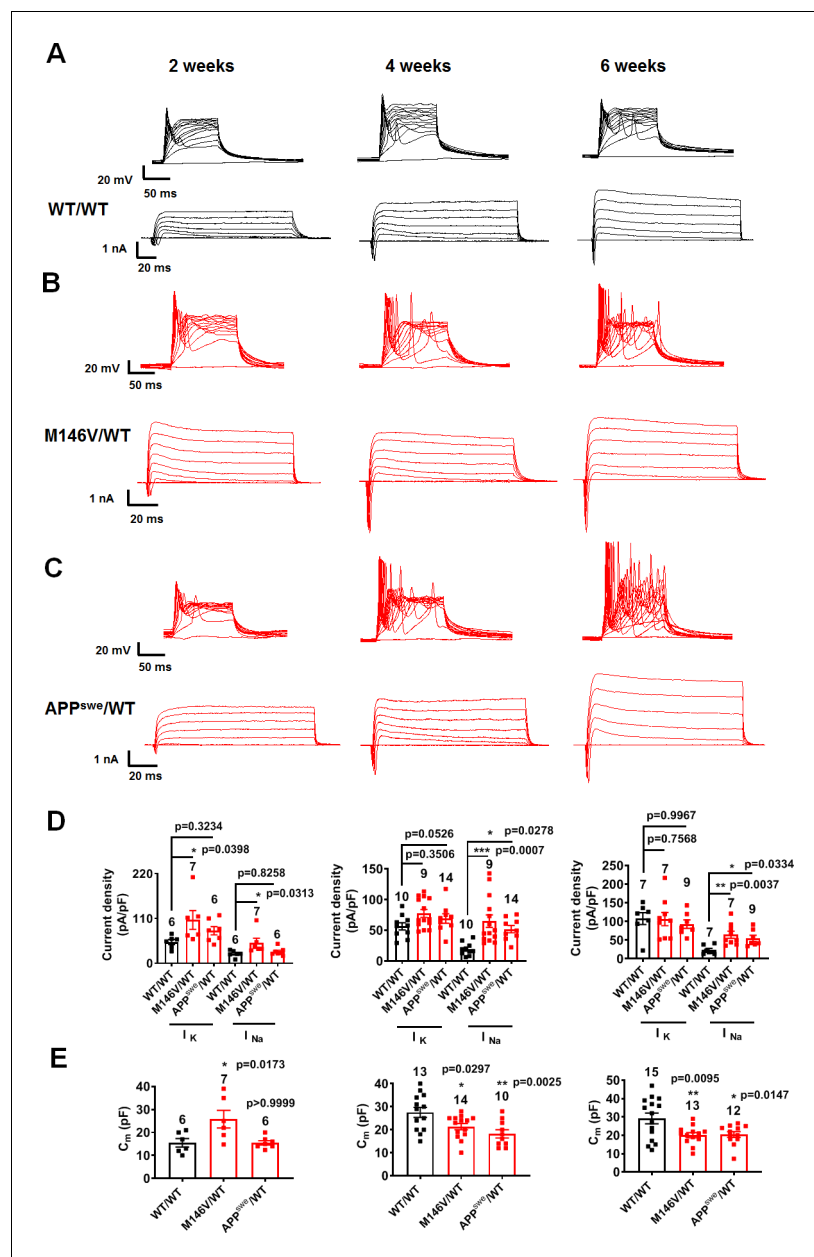 A
2 weeks 4 weeks 6 weeks
20 mV
50 ms
WT/WT
1 nA
20 ms
B
20 mV
50 ms
M146V/WT
1 nA
20 ms
C
20 mV
50 ms
APPswe/WT
1 nA
20 ms
D
p=0.3234
* p=0.0398
p=0.8258
* p=0.0313
6 7 6 6 7 6
Current density (pA/pF)
220
110
0
WT/WT M146V/WT APPswe/WT WT/WT M146V/WT APPswe/WT
I K I Na
p=0.0526
p=0.3506
* p=0.0278
*** p=0.0007
10 9 14 10 9 14
Current density (pA/pF)
150
100
50
0
WT/WT M146V/WT APPswe/WT WT/WT M146V/WT APPswe/WT
I K I Na
p=0.9967
p=0.7568
* p=0.0334
** p=0.0037
7 7 9 7 7 9
Current density (pA/pF)
250
200
150
100
50
0
WT/WT M146V/WT APPswe/WT WT/WT M146V/WT APPswe/WT
I K I Na
E
* p=0.0173
p>0.9999
6 7 6
Cm (pF)
40
30
20
10
0
WT/WT M146V/WT APPswe/WT
p=0.0297
* ** p=0.0025
13 14 10
Cm (pF)
40
30
20
10
0
WT/WT M146V/WT APPswe/WT
p=0.0095
** * p=0.0147
15 13 12
Cm (pF)
50
40
30
20
10
0
WT/WT M146V/WT APPswe/WT